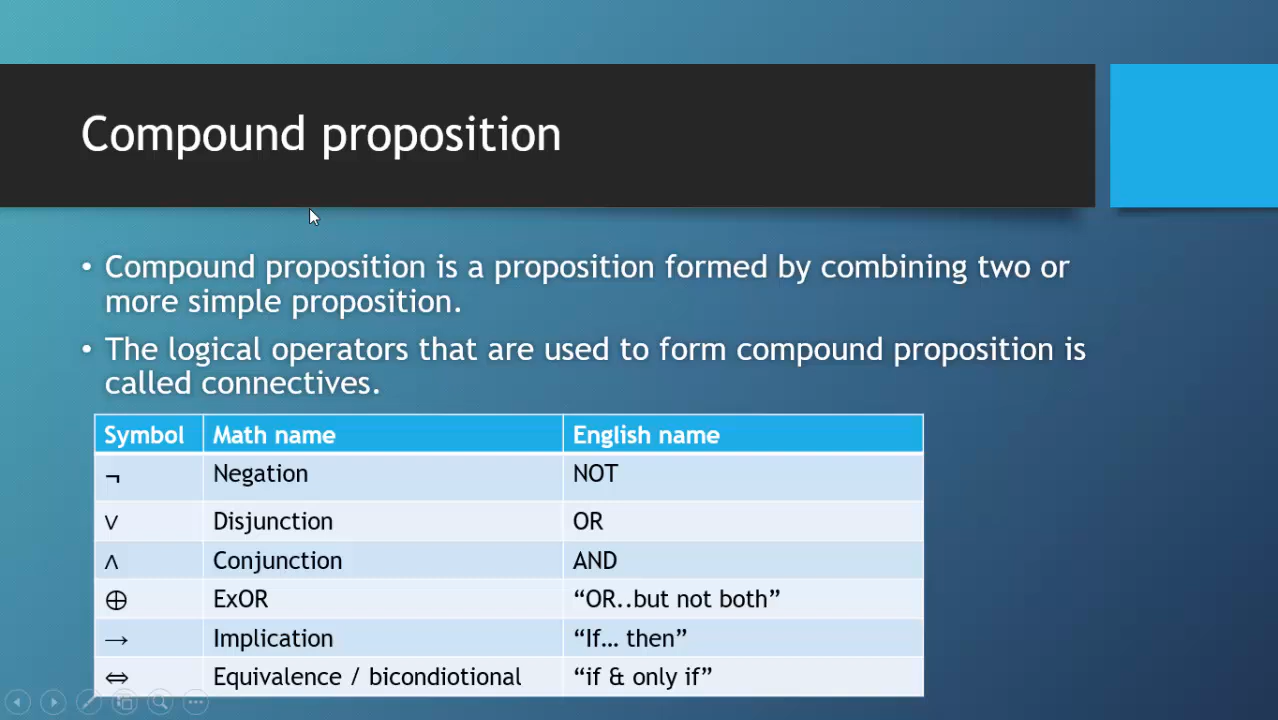 Compound proposition
• Compound proposition is a proposition formed by combining two or
more simple proposition.
• The logical operators that are used to form compound proposition is
called connectives.
Symbol Math name English name
¬ Negation NOT
∨ Disjunction OR
∧ Conjunction AND
⊕ ExOR “OR..but not both”
→ Implication “If… then”
⇔ Equivalence / bicondiotional “if & only if”